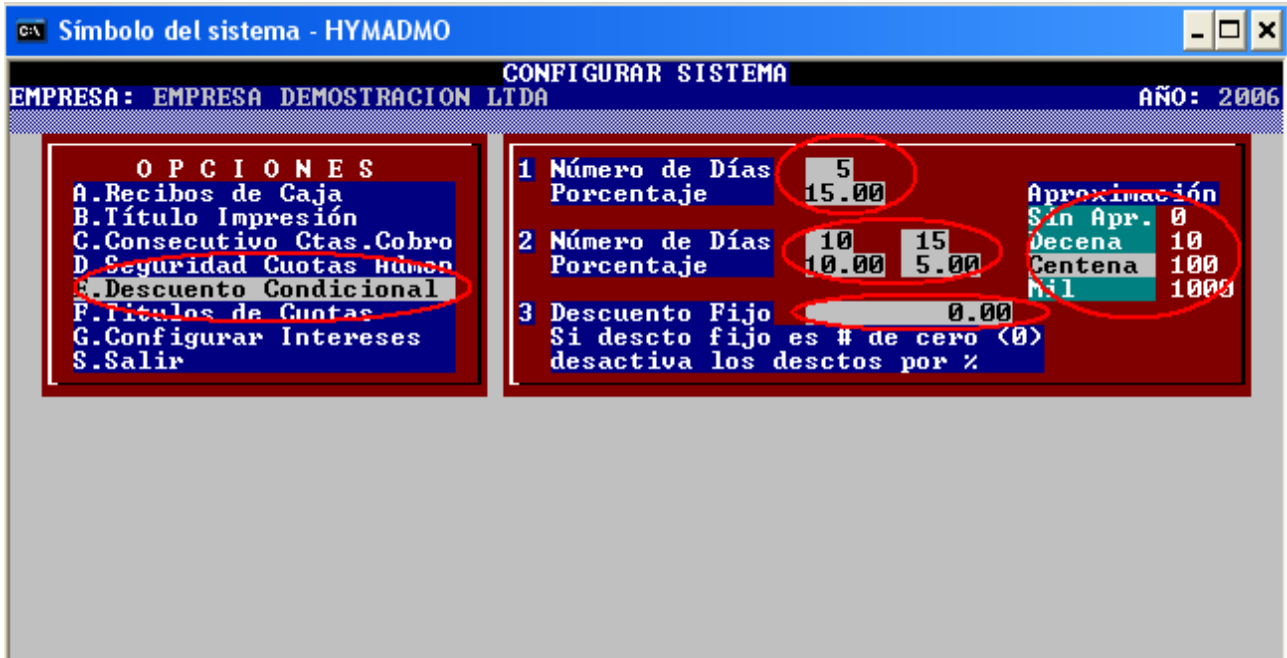 Símbolo del sistema - HYMADMO
CONFIGURAR SISTEMA
EMPRESA: EMPRESA DEMOSTRACION LTDA AÑO: 2006
O P C I O N E S
A.Recibos de Caja
B.Título Impresión
C.Consecutivo Ctas.Cobro
D.Seguridad Cuotas Admon
E.Descuento Condicional
F.Titulos de Cuotas
G.Configurar Intereses
S.Salir
1 Número de Días 5
Porcentaje 15.00
2 Número de Días 10 15
Porcentaje 10.00 5.00
3 Descuento Fijo 0.00
Si descto fijo es # de cero (0)
desactiva los desctos por %
Aproximación
Sin Apr. 0
Decena 10
Centena 100
Mil 1000